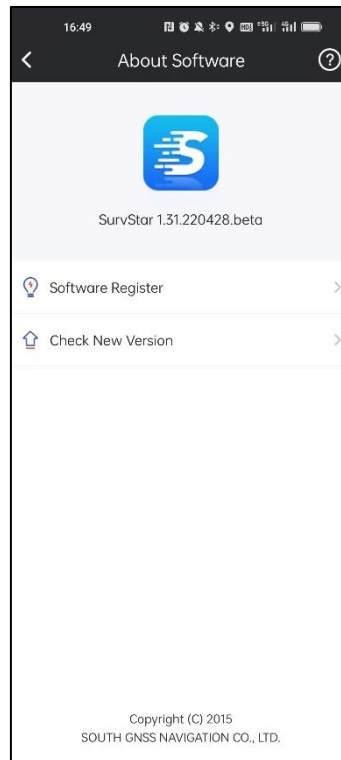 16:49
About Software
SurvStar 1.31.220428.beta
Software Register
Check New Version
Copyright (C) 2015
SOUTH GNSS NAVIGATION CO., LTD.